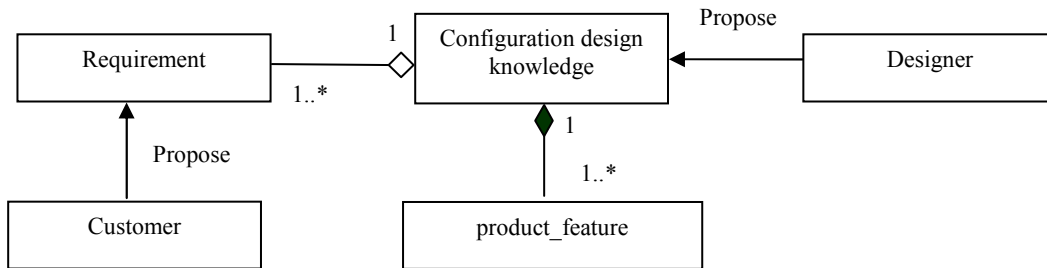 Propose
1
Requirement
Configuration design
knowledge
Designer
1..*
1
Propose
1..*
Customer
product_feature